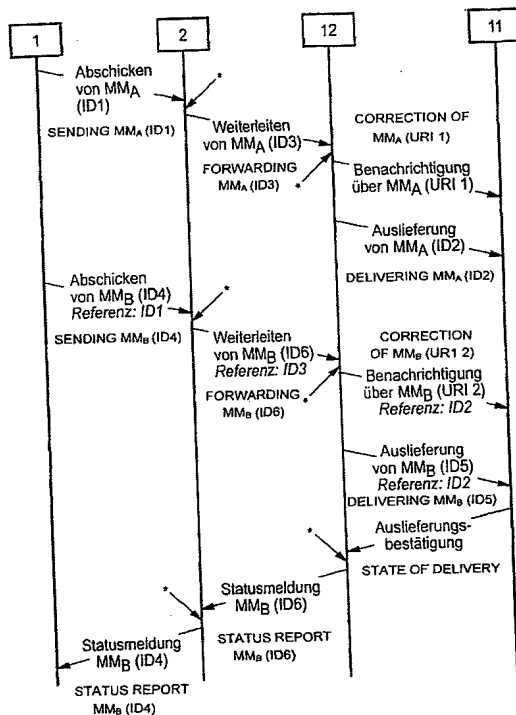 1
2
12
11
Abschicken
von MMA
(ID1)
*
SENDING MMA (ID1)
Weiterleiten
von MMA (ID3)
CORRECTION OF
MMA (URI 1)
FORWARDING
MMA (ID3)
*
Benachrichtigung
über MMA (URI 1)
Auslieferung
von MMA (ID2)
DELIVERING MMA (ID2)
Abschicken
von MMB (ID4)
Referenz: ID1
*
SENDING MMB (ID4)
Weiterleiten
von MMB (ID6)
Referenz: ID3
CORRECTION
OF MMB (UR1 2)
FORWARDING
MMB (ID6)
*
Benachrichtigung
über MMB (URI 2)
Referenz: ID2
Auslieferung
von MMB (ID5)
Referenz: ID2
DELIVERING MMB (ID5)
Auslieferungs-
bestätigung
*
STATE OF DELIVERY
Statusmeldung
MMB (ID6)
*
STATUS REPORT
MMB (ID6)
Statusmeldung
MMB (ID4)
STATUS REPORT
MMB (ID4)